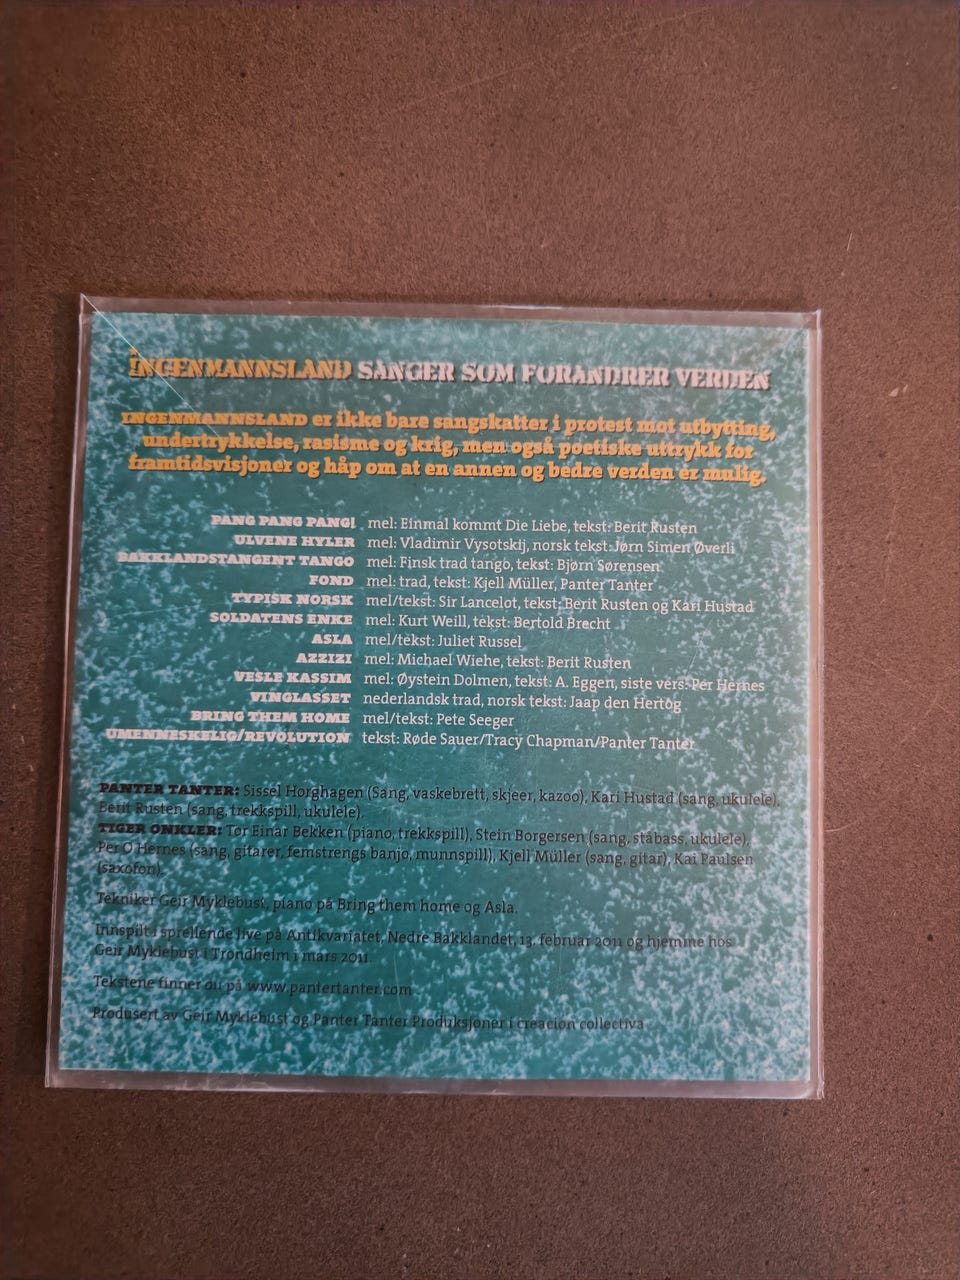 INGENMANNSLAND SANGER SOM FORANDRER VERDEN
INGENMANNSLAND er ikke bare sangskatter i protest mot utbytting,
undertrykkelse, rasisme og krig, men også poetiske uttrykk for
framtidsvisjoner og håp om at en annen og bedre verden er mulig.
PANG PANG PANG! mel: Einmal kommt Die Liebe, tekst: Berit Rusten
ULVENE HYLER mel: Vladimir Vysotskij, norsk tekst: Jørn Simen Øverli
BAKKLANDSTANGENT TANGO mel: Finsk trad tango, tekst: Bjørn Sørensen
FOND mel: trad, tekst: Kjell Müller, Panter Tanter
TYPISK NORSK mel/tekst: Sir Lancelot, tekst: Berit Rusten og Kari Hustad
SOLDATENS ENKE mel: Kurt Weill, tekst: Bertold Brecht
ASLA mel/tekst: Juliet Russel
AZZIZI mel: Michael Wiehe, tekst: Berit Rusten
VESLE KASSIM mel: Øystein Dolmen, tekst: A. Eggen, siste vers: Per Hernes
VINGLASSET nederlandsk trad, norsk tekst: Jaap den Hertog
BRING THEM HOME mel/tekst: Pete Seeger
UMENNESKELIG/REVOLUTION tekst: Røde Sauer/Tracy Chapman/Panter Tanter
PANTER TANTER: Sissel Horghagen (Sang, vaskebrett, skjeer, kazoo), Kari Hustad (sang, ukulele),
Berit Rusten (sang, trekkspill, ukulele).
TIGER ONKLER: Tor Einar Bekken (piano, trekkspill), Stein Borgersen (sang, ståbass, ukulele),
Per O Hernes (sang, gitarer, femstrengs banjo, munnspill), Kjell Müller (sang, gitar), Kai Paulsen
(saxofon).
Tekniker Geir Myklebust, piano på Bring them home og Asla.
Innspilt i sprellende live på Antikvariatet, Nedre Bakklandet, 13. februar 2011 og hjemme hos
Geir Myklebust i Trondheim i mars 2011.
Tekstene finner du på www.pantertanter.com
Produsert av Geir Myklebust og Panter Tanter Produksjoner i creacion collectiva